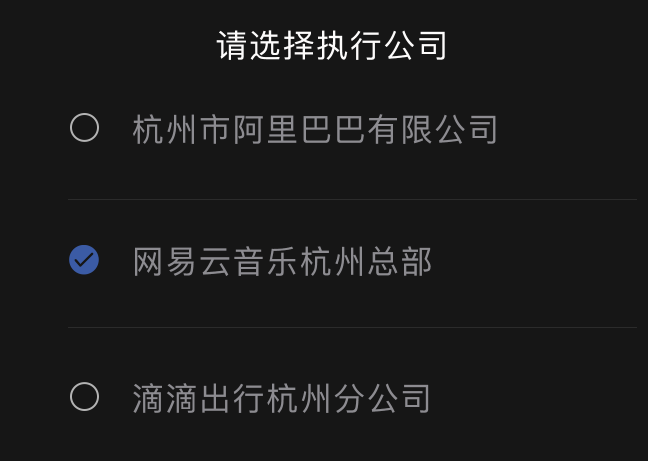 请选择执行公司
杭州市阿里巴巴有限公司
网易云音乐杭州总部
滴滴出行杭州分公司